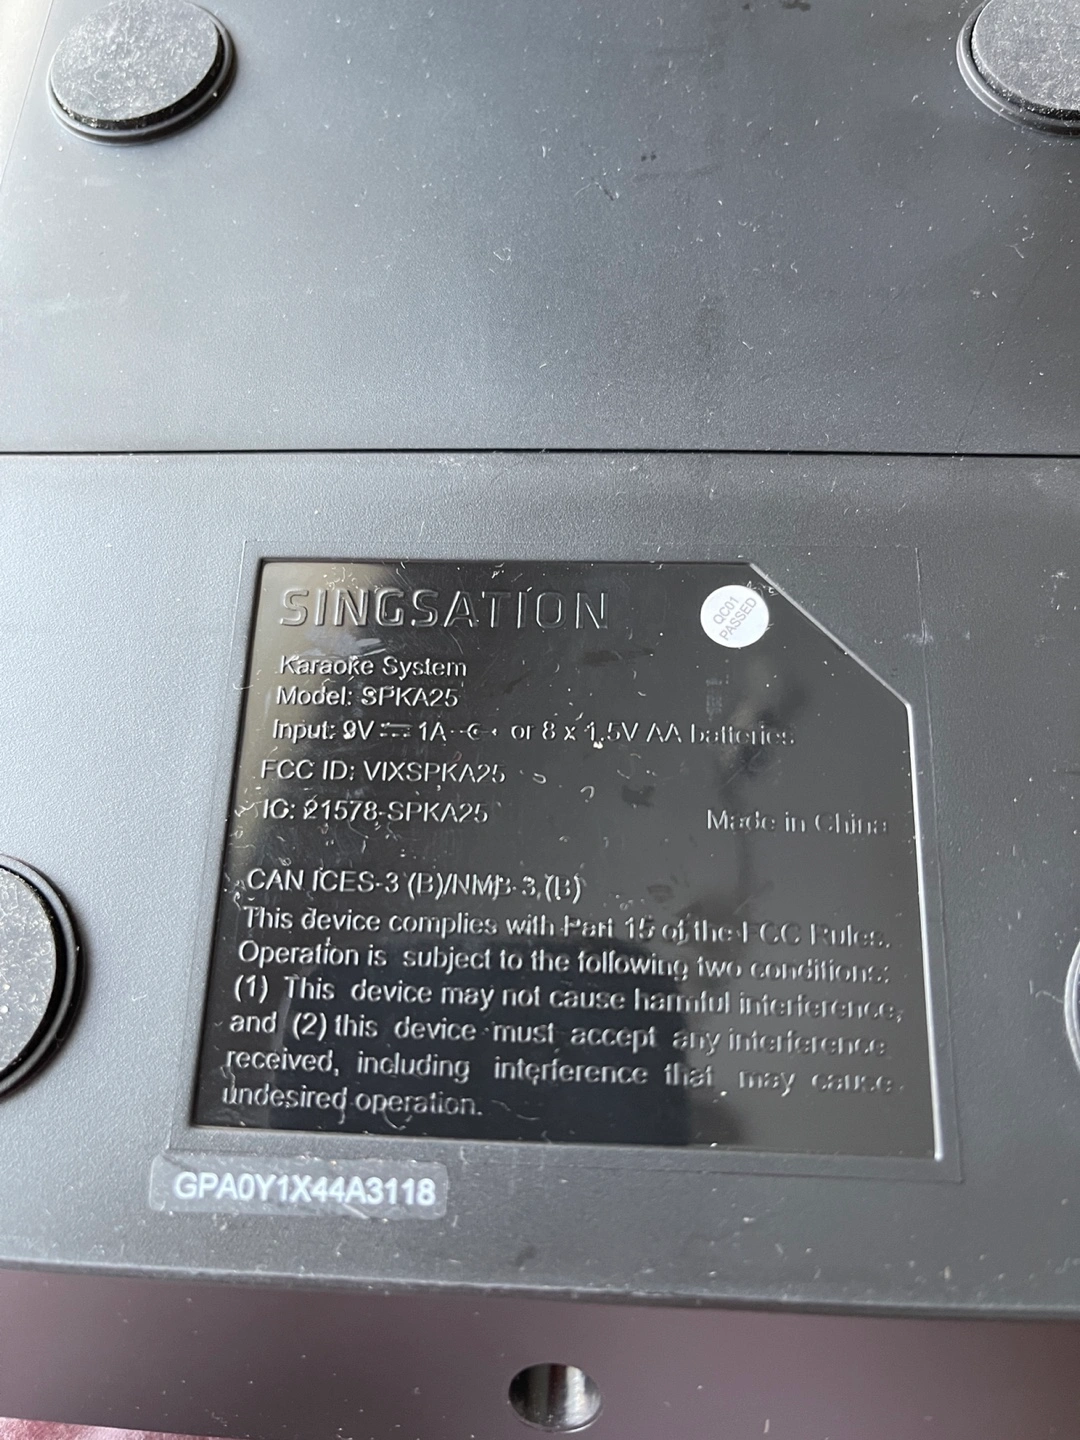 SINGSATION
QC01
PASSED
Karaoke System
Model: SPKA25
Input: 9V ⎓ 1A or 8 x 1.5V AA batteries
FCC ID: VIXSPKA25
IC: 21578-SPKA25
Made in China
CAN ICES-3 (B)/NMB-3 (B)
This device complies with Part 15 of the FCC Rules.
Operation is subject to the following two conditions:
(1) This device may not cause harmful interference,
and (2) this device must accept any interference
received, including interference that may cause
undesired operation.
GPA0Y1X44A3118